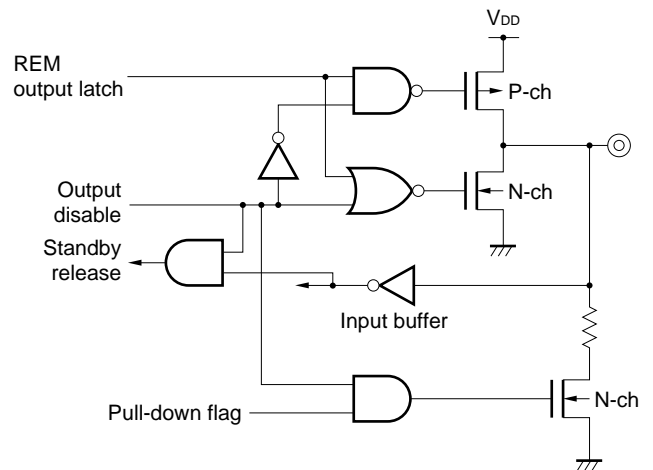 VDD
REM
output latch
P-ch
Output
disable
N-ch
Standby
release
Input buffer
N-ch
Pull-down flag